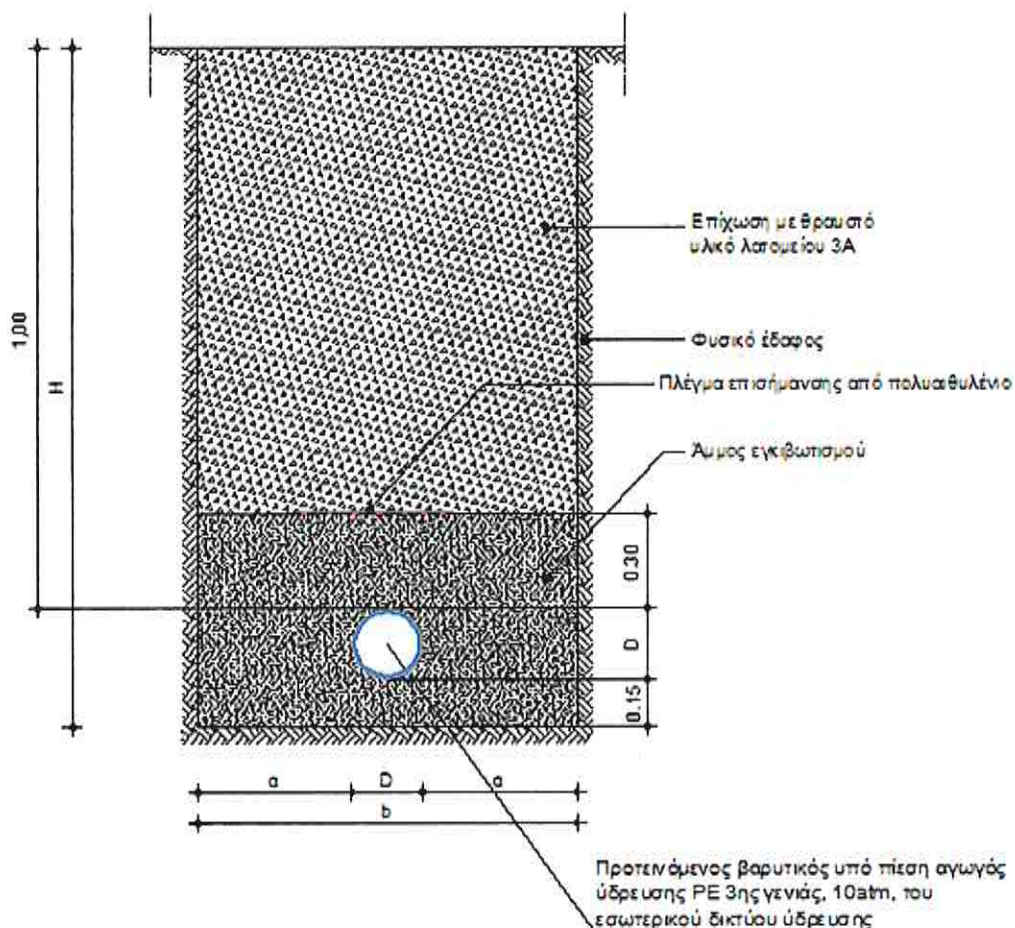 1,00
H
Επίχωση με θραυστό
υλικό λατομείου 3Α
Φυσικό έδαφος
Πλέγμα επισήμανσης από πολυαιθυλένιο
Άμμος εγκιβωτισμού
0.30
D
0.15
a D a
b
Προτεινόμενος βαρυτικός υπό πίεση αγωγός
ύδρευσης PE 3ης γενιάς, 10atm, του
εσωτερικού δικτύου ύδρευσης